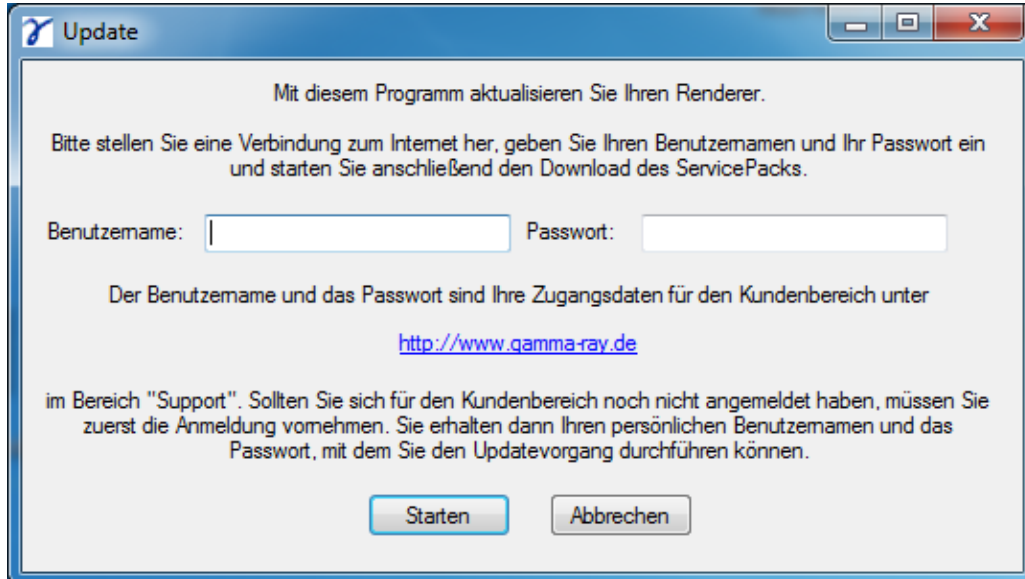 Update
Mit diesem Programm aktualisieren Sie Ihren Renderer.
Bitte stellen Sie eine Verbindung zum Internet her, geben Sie Ihren Benutzernamen und Ihr Passwort ein
und starten Sie anschließend den Download des ServicePacks.
Benutzername: Passwort:
Der Benutzername und das Passwort sind Ihre Zugangsdaten für den Kundenbereich unter
http://www.gamma-ray.de
im Bereich "Support". Sollten Sie sich für den Kundenbereich noch nicht angemeldet haben, müssen Sie
zuerst die Anmeldung vornehmen. Sie erhalten dann Ihren persönlichen Benutzernamen und das
Passwort, mit dem Sie den Updatevorgang durchführen können.
Starten Abbrechen